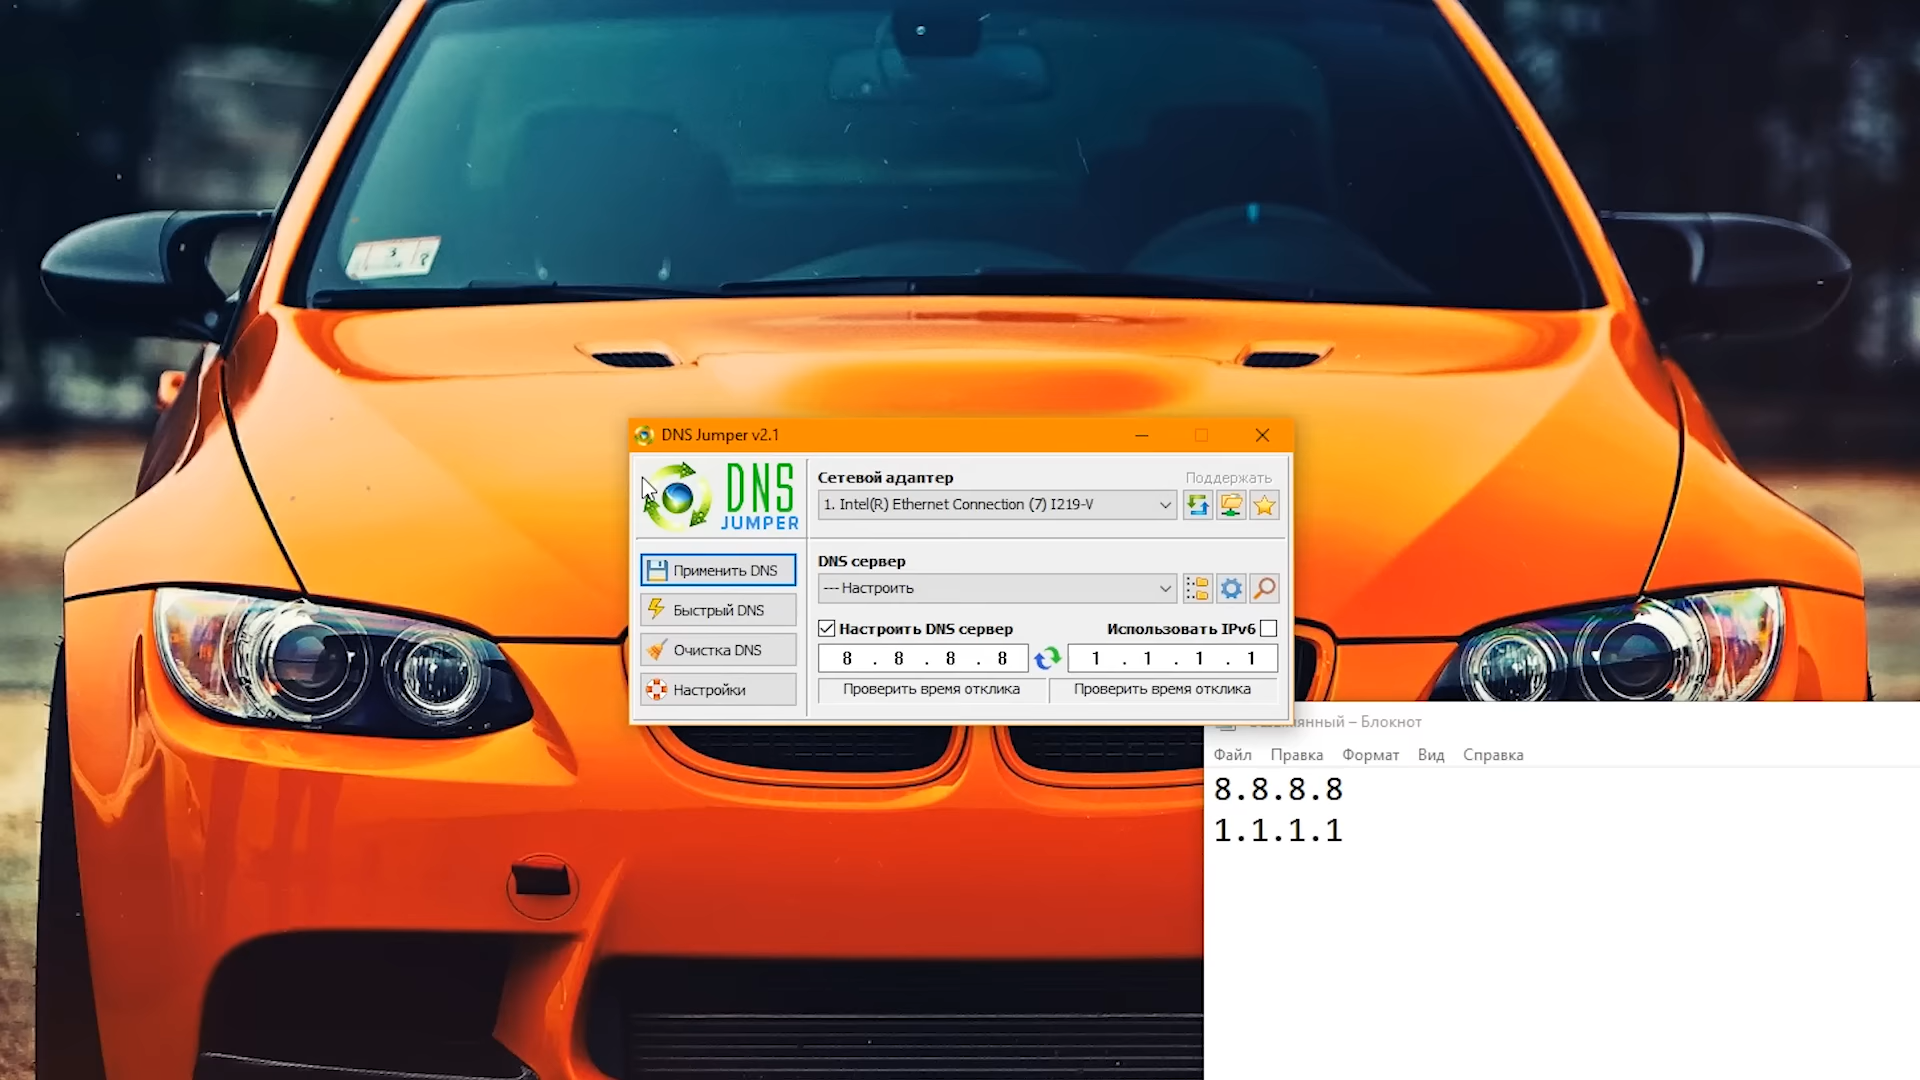 DNS Jumper v2.1
DNS
JUMPER
Сетевой адаптер
Поддержать
1. Intel(R) Ethernet Connection (7) I219-V
Применить DNS
Быстрый DNS
Очистка DNS
Настройки
DNS сервер
--- Настроить
Настроить DNS сервер
Использовать IPv6
8 . 8 . 8 . 8
1 . 1 . 1 . 1
Проверить время отклика
Проверить время отклика
– Блокнот
Файл Правка Формат Вид Справка
8.8.8.8
1.1.1.1